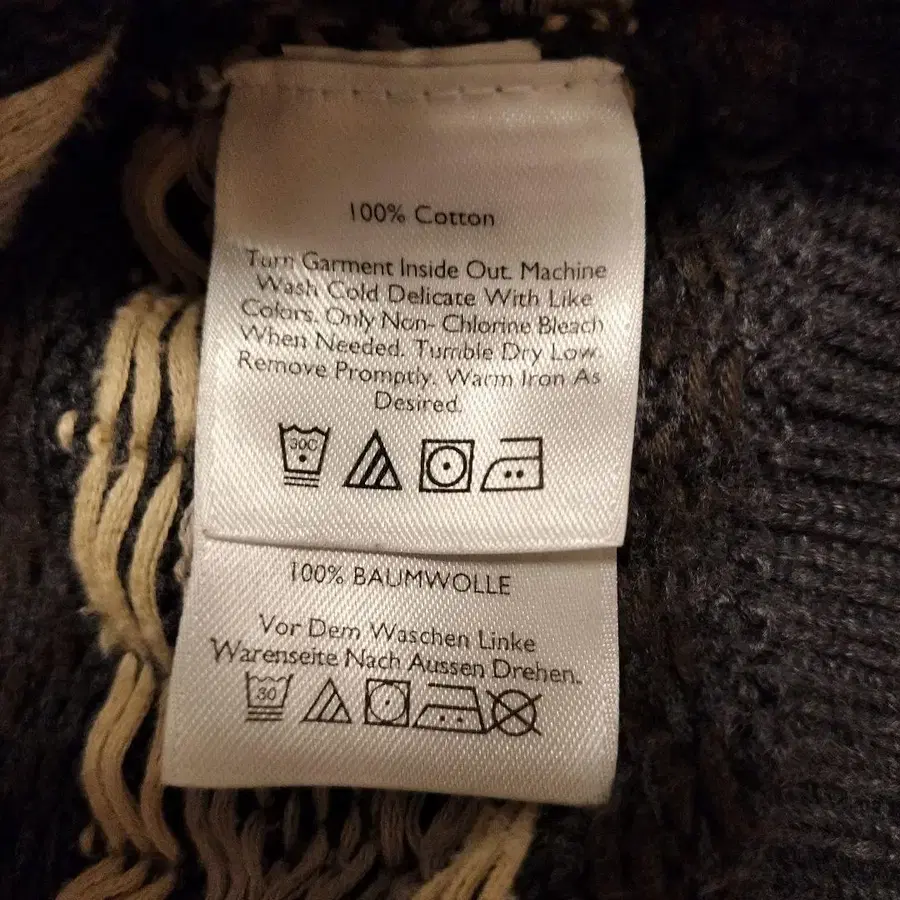 100% Cotton
Turn Garment Inside Out. Machine
Wash Cold Delicate With Like
Colors. Only Non- Chlorine Bleach
When Needed. Tumble Dry Low.
Remove Promptly. Warm Iron As
Desired.
30C
100% BAUMWOLLE
Vor Dem Waschen Linke
Warenseite Nach Aussen Drehen.
30